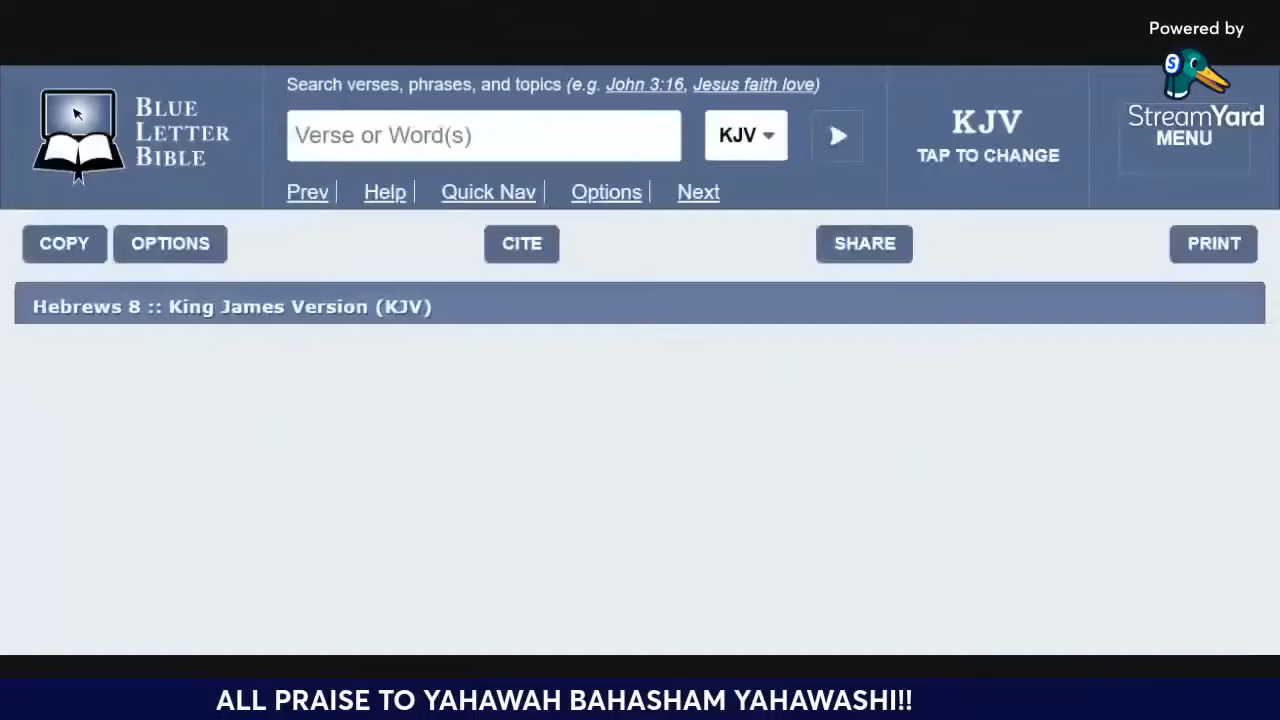 Powered by
StreamYard
BLUE
LETTER
BIBLE
Search verses, phrases, and topics (e.g. John 3:16, Jesus faith love)
Verse or Word(s)
KJV
KJV
TAP TO CHANGE
MENU
Prev | Help | Quick Nav | Options | Next
COPY OPTIONS CITE SHARE PRINT
Hebrews 8 :: King James Version (KJV)
ALL PRAISE TO YAHAWAH BAHASHAM YAHAWASHI!!